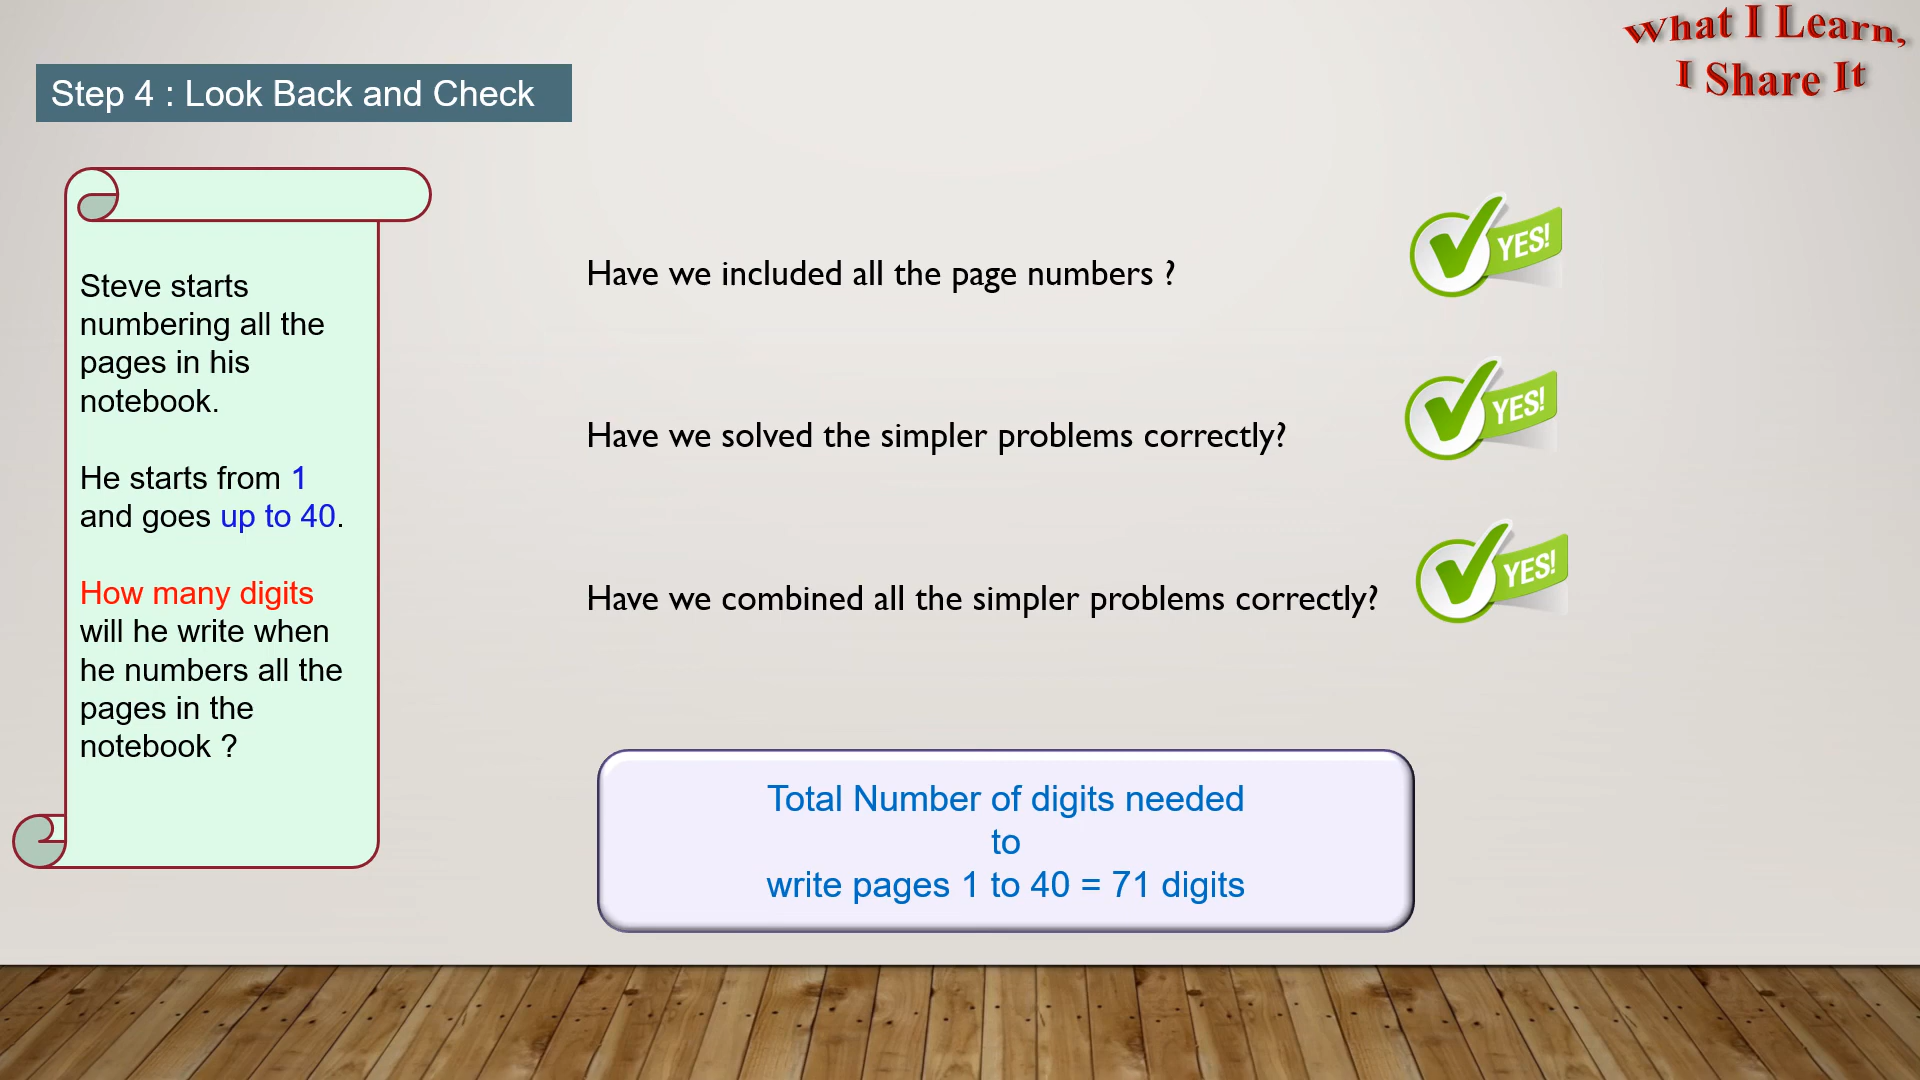 What I Learn,
I Share It
Step 4 : Look Back and Check
Steve starts
numbering all the
pages in his
notebook.
He starts from 1
and goes up to 40.
How many digits
will he write when
he numbers all the
pages in the
notebook ?
Have we included all the page numbers ?
YES!
Have we solved the simpler problems correctly?
YES!
Have we combined all the simpler problems correctly?
YES!
Total Number of digits needed
to
write pages 1 to 40 = 71 digits